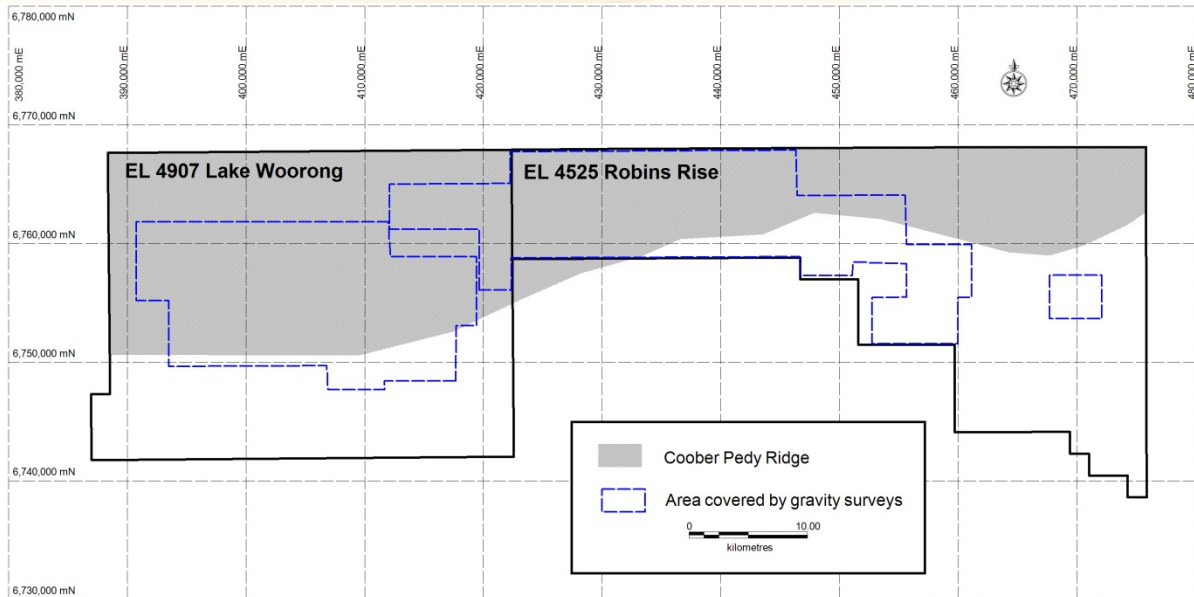 6,780,000 mN
380,000 mE
390,000 mE
400,000 mE
410,000 mE
420,000 mE
430,000 mE
440,000 mE
450,000 mE
460,000 mE
470,000 mE
480,000
6,770,000 mN
EL 4907 Lake Woorong
EL 4525 Robins Rise
6,760,000 mN
6,750,000 mN
6,740,000 mN
Coober Pedy Ridge
Area covered by gravity surveys
0
10.00
kilometres
6,730,000 mN